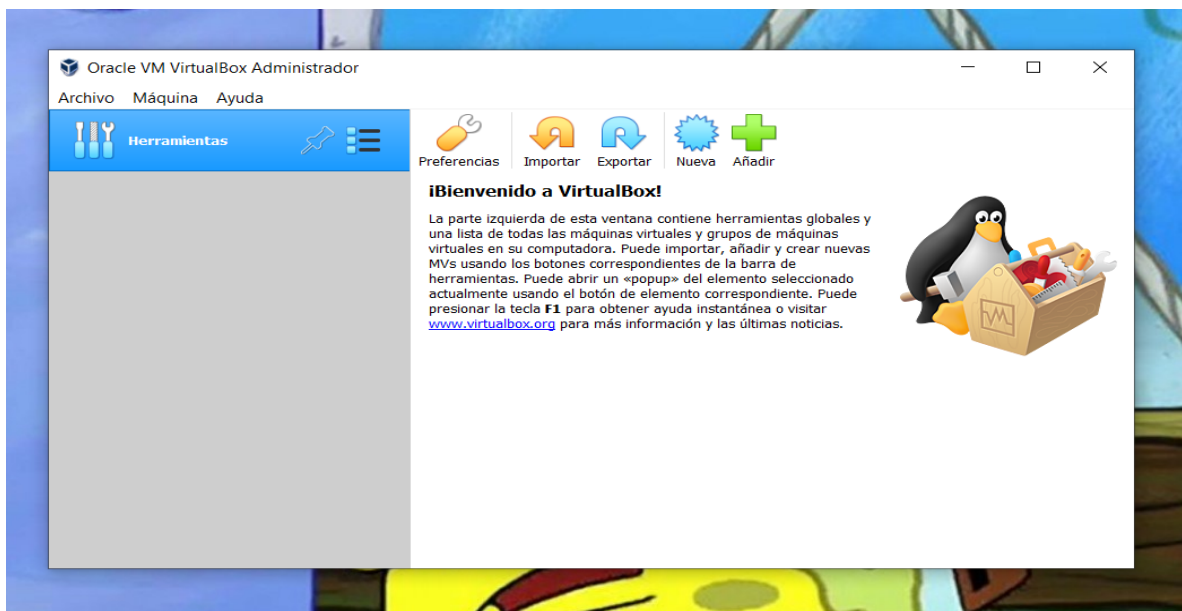 Oracle VM VirtualBox Administrador
Archivo Máquina Ayuda
Herramientas
Preferencias Importar Exportar Nueva Añadir
¡Bienvenido a VirtualBox!
La parte izquierda de esta ventana contiene herramientas globales y
una lista de todas las máquinas virtuales y grupos de máquinas
virtuales en su computadora. Puede importar, añadir y crear nuevas
MVs usando los botones correspondientes de la barra de
herramientas. Puede abrir un «popup» del elemento seleccionado
actualmente usando el botón de elemento correspondiente. Puede
presionar la tecla F1 para obtener ayuda instantánea o visitar
www.virtualbox.org para más información y las últimas noticias.